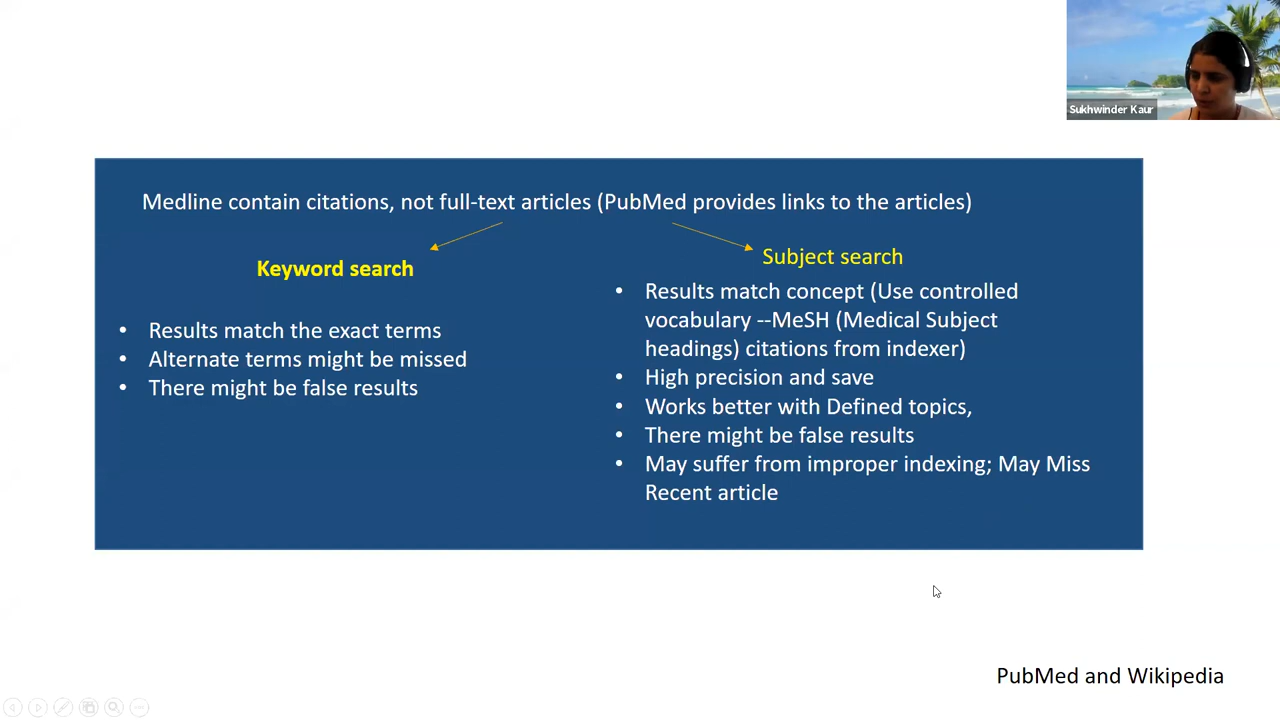 Sukhwinder Kaur
Medline contain citations, not full-text articles (PubMed provides links to the articles)
Keyword search
• Results match the exact terms
• Alternate terms might be missed
• There might be false results
Subject search
• Results match concept (Use controlled
vocabulary --MeSH (Medical Subject
headings) citations from indexer)
• High precision and save
• Works better with Defined topics,
• There might be false results
• May suffer from improper indexing; May Miss
Recent article
PubMed and Wikipedia